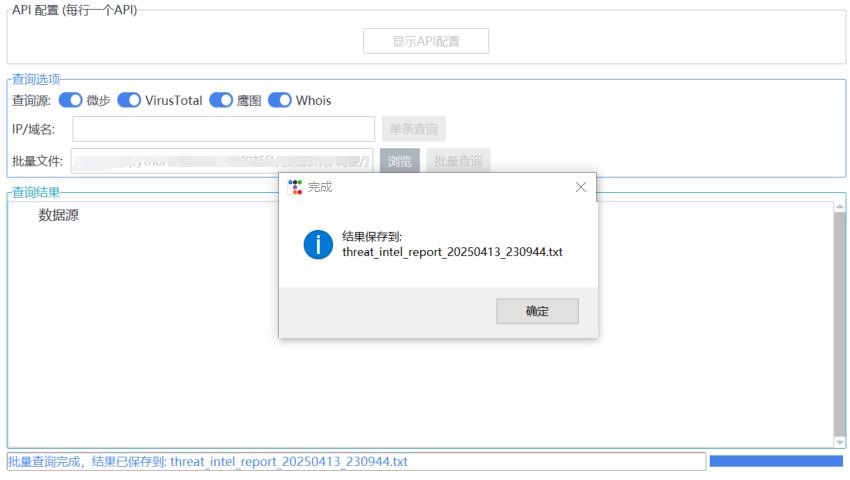 API 配置 (每行一个API)
显示API配置
查询选项
查询源: 微步 VirusTotal 鹰图 Whois
IP/域名: 单条查询
批量文件: 浏览 批量查询
查询结果
数据源
完成
结果保存到:
threat_intel_report_20250413_230944.txt
确定
批量查询完成，结果已保存到: threat_intel_report_20250413_230944.txt